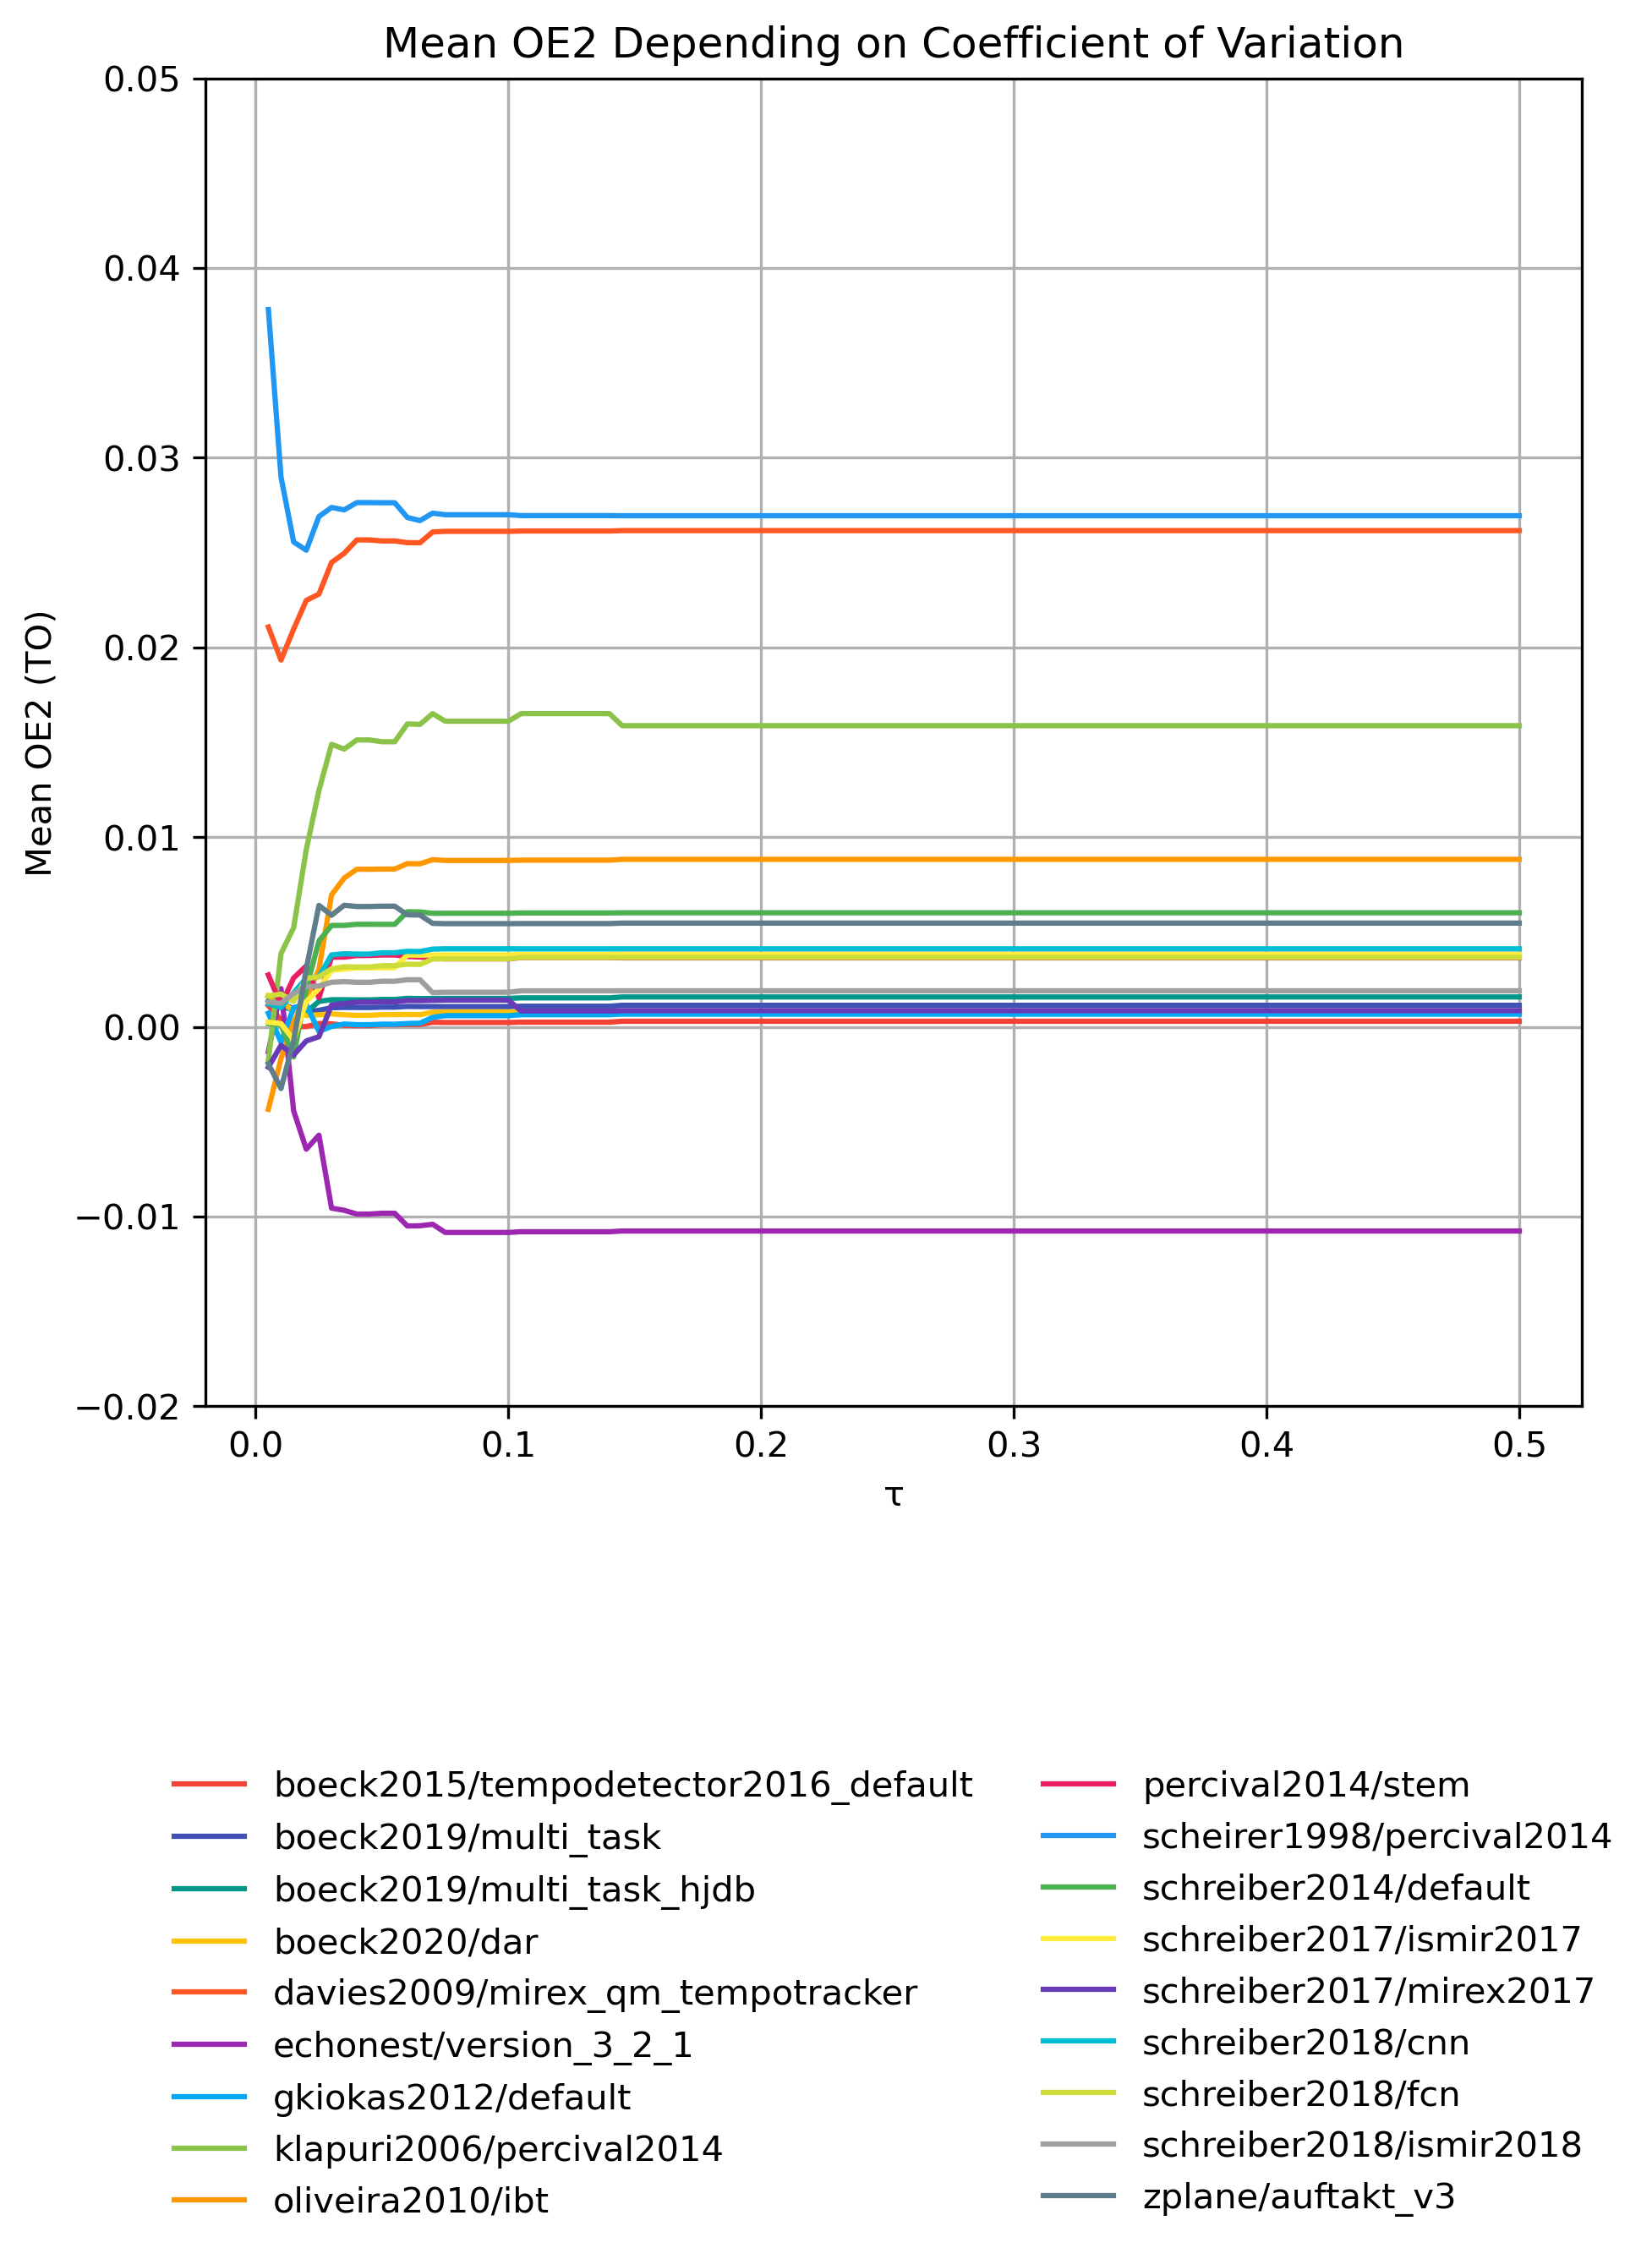 Mean OE2 Depending on Coefficient of Variation
0.05
0.04
0.03
0.02
0.01
0.00
−0.01
−0.02
Mean OE2 (TO)
0.0 0.1 0.2 0.3 0.4 0.5
τ
boeck2015/tempodetector2016_default
boeck2019/multi_task
boeck2019/multi_task_hjdb
boeck2020/dar
davies2009/mirex_qm_tempotracker
echonest/version_3_2_1
gkiokas2012/default
klapuri2006/percival2014
oliveira2010/ibt
percival2014/stem
scheirer1998/percival2014
schreiber2014/default
schreiber2017/ismir2017
schreiber2017/mirex2017
schreiber2018/cnn
schreiber2018/fcn
schreiber2018/ismir2018
zplane/auftakt_v3